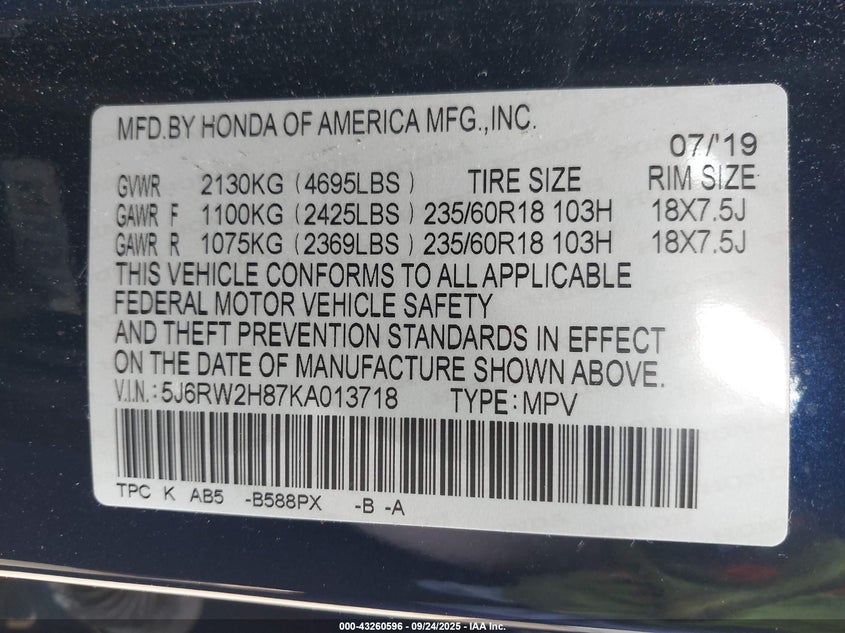 MFD.BY HONDA OF AMERICA MFG.,INC.
07/'19
GVWR 2130KG (4695LBS) TIRE SIZE RIM SIZE
GAWR F 1100KG (2425LBS) 235/60R18 103H 18X7.5J
GAWR R 1075KG (2369LBS) 235/60R18 103H 18X7.5J
THIS VEHICLE CONFORMS TO ALL APPLICABLE
FEDERAL MOTOR VEHICLE SAFETY
AND THEFT PREVENTION STANDARDS IN EFFECT
ON THE DATE OF MANUFACTURE SHOWN ABOVE.
V.I.N.: 5J6RW2H87KA013718 TYPE: MPV
TPC K AB5 -B588PX -B -A
000-43260596 - 09/24/2025 - IAA Inc.